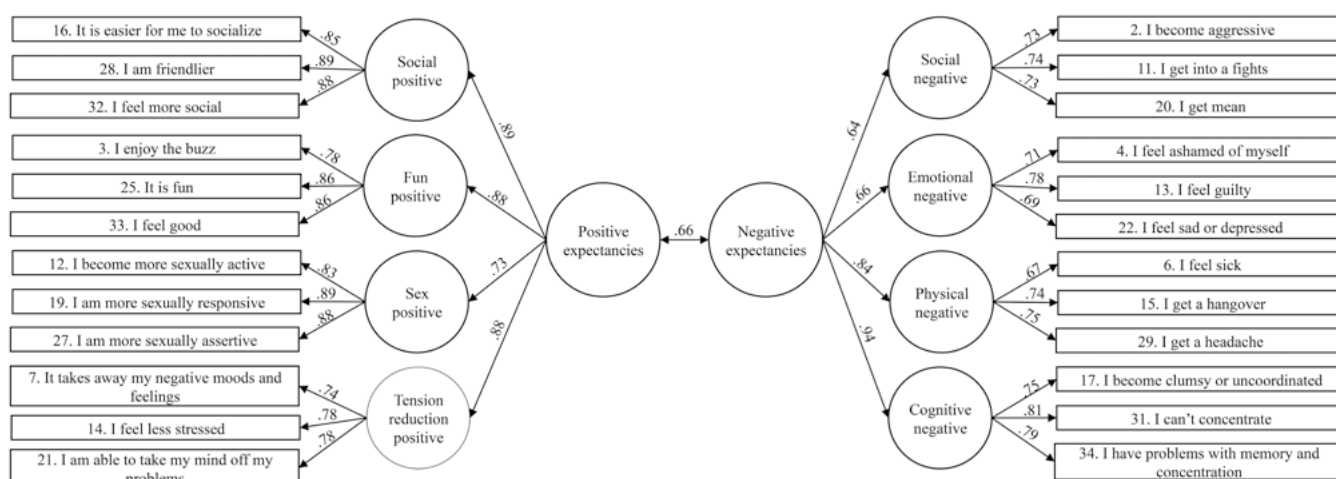 16. It is easier for me to socialize
.85
28. I am friendlier
.89
32. I feel more social
.88
Social
positive
3. I enjoy the buzz
.78
25. It is fun
.86
33. I feel good
.86
Fun
positive
12. I become more sexually active
.83
19. I am more sexually responsive
.89
27. I am more sexually assertive
.88
Sex
positive
7. It takes away my negative moods and
feelings
.74
14. I feel less stressed
.78
21. I am able to take my mind off my
problems
.78
Tension
reduction
positive
.89
.88
.73
.88
Positive
expectancies
.66
Negative
expectancies
.64
.66
.84
.94
Social
negative
.73
2. I become aggressive
.74
11. I get into a fights
.73
20. I get mean
Emotional
negative
.71
4. I feel ashamed of myself
.78
13. I feel guilty
.69
22. I feel sad or depressed
Physical
negative
.67
6. I feel sick
.74
15. I get a hangover
.75
29. I get a headache
Cognitive
negative
.75
17. I become clumsy or uncoordinated
.81
31. I can't concentrate
.79
34. I have problems with memory and
concentration